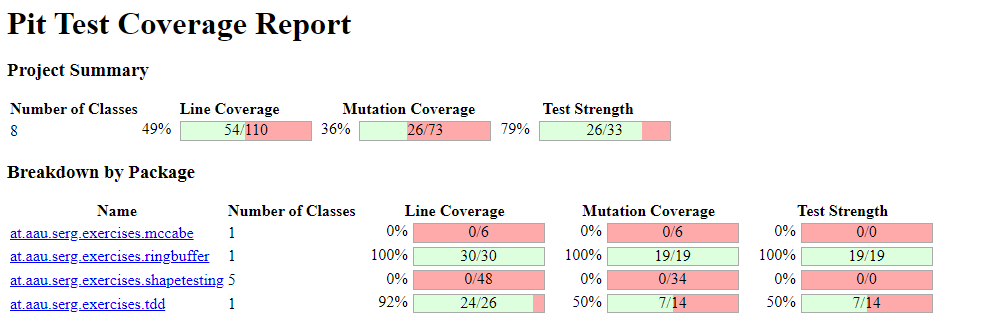 Pit Test Coverage Report
Project Summary
Number of Classes Line Coverage Mutation Coverage Test Strength
8 49% 54/110 36% 26/73 79% 26/33
Breakdown by Package
Name Number of Classes Line Coverage Mutation Coverage Test Strength
at.aau.serg.exercises.mccabe 1 0% 0/6 0% 0/6 0% 0/0
at.aau.serg.exercises.ringbuffer 1 100% 30/30 100% 19/19 100% 19/19
at.aau.serg.exercises.shapetesting 5 0% 0/48 0% 0/34 0% 0/0
at.aau.serg.exercises.tdd 1 92% 24/26 50% 7/14 50% 7/14